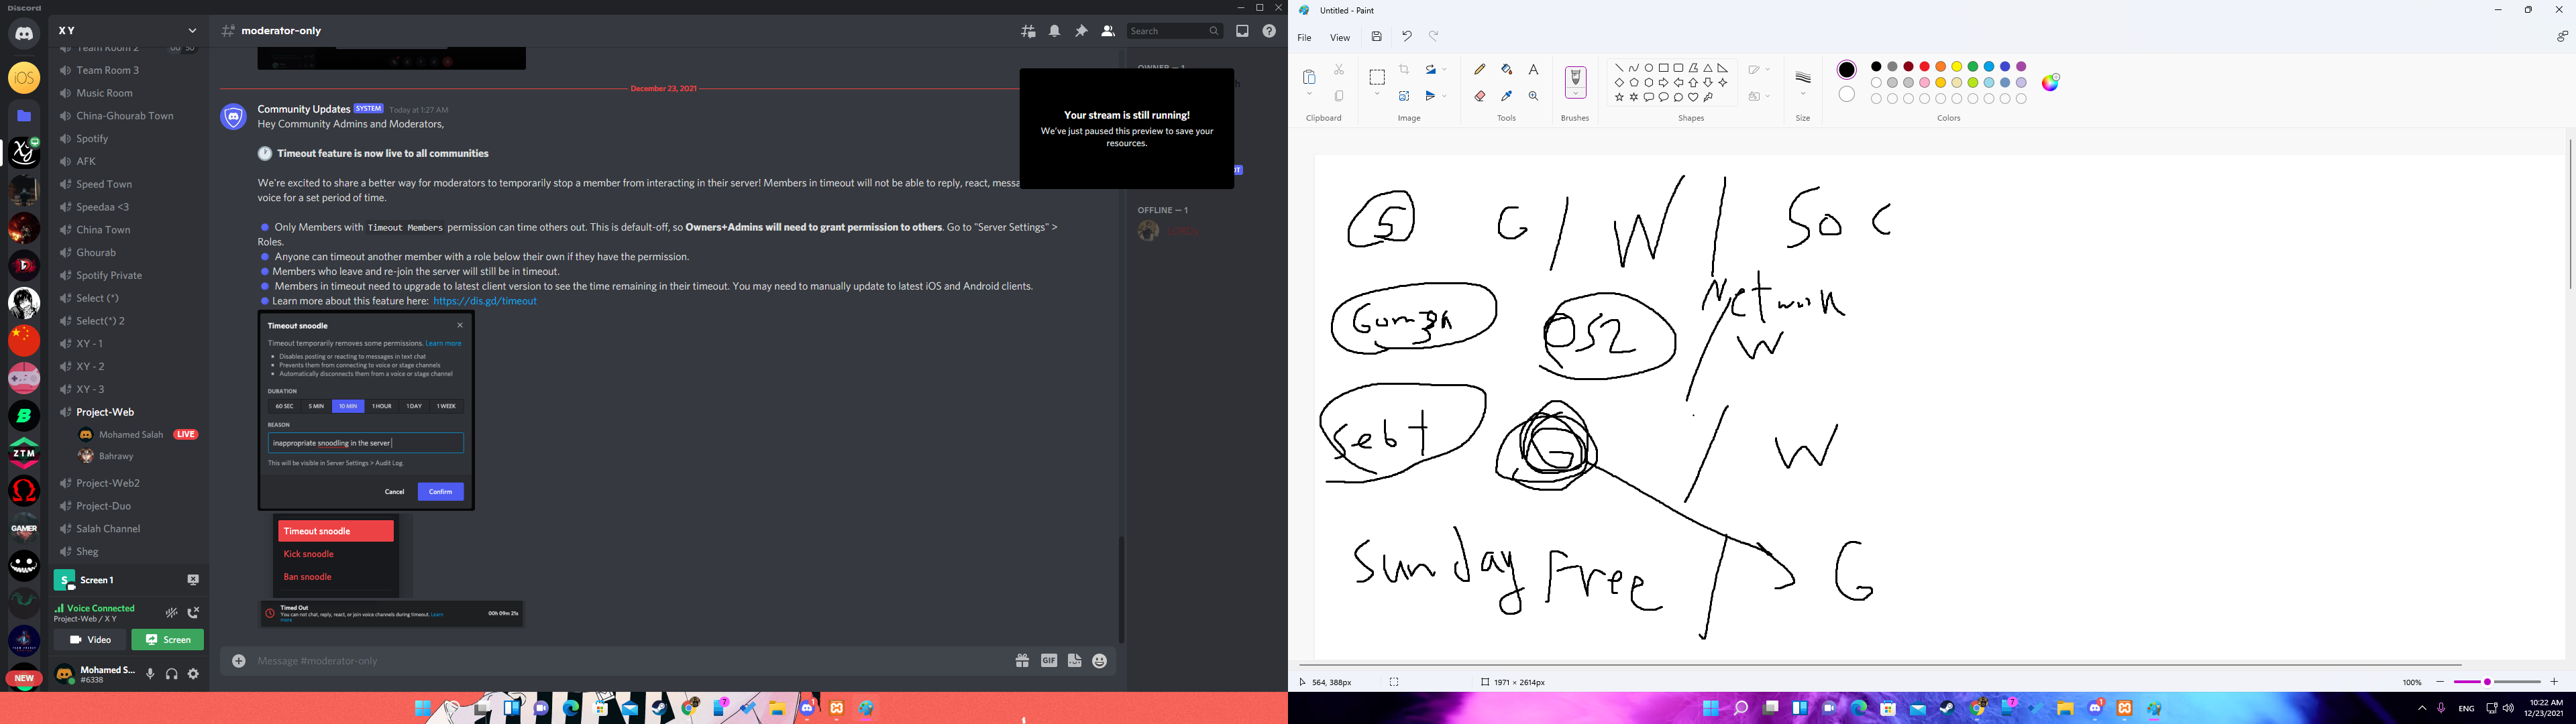 Discord
X Y
Team Room 2
00 50
Team Room 3
Music Room
China-Ghourab Town
Spotify
AFK
Speed Town
Speedaa <3
China Town
Ghourab
Spotify Private
Select (*)
Select(*) 2
XY - 1
XY - 2
XY - 3
Project-Web
Mohamed Salah LIVE
Bahrawy
Project-Web2
Project-Duo
Salah Channel
Sheg
Screen 1
Voice Connected
Project-Web / X Y
Video Screen
Mohamed S...
#6338
iOS
ZTM
GAMER
NEW
moderator-only
Search
December 23, 2021
Community Updates SYSTEM Today at 1:27 AM
Hey Community Admins and Moderators,
Timeout feature is now live to all communities
We're excited to share a better way for moderators to temporarily stop a member from interacting in their server! Members in timeout will not be able to reply, react, messa
voice for a set period of time.
Only Members with Timeout Members permission can time others out. This is default-off, so Owners+Admins will need to grant permission to others. Go to "Server Settings" >
Roles.
Anyone can timeout another member with a role below their own if they have the permission.
Members who leave and re-join the server will still be in timeout.
Members in timeout need to upgrade to latest client version to see the time remaining in their timeout. You may need to manually update to latest iOS and Android clients.
Learn more about this feature here: https://dis.gd/timeout
Timeout snoodle
Timeout temporarily removes some permissions. Learn more
Disables posting or reacting to messages in text chat
Prevents them from connecting to voice or stage channels
Automatically disconnects them from a voice or stage channel
DURATION
60 SEC 5 MIN 10 MIN 1 HOUR 1 DAY 1 WEEK
REASON
inappropriate snoodling in the server
This will be visible in Server Settings > Audit Log.
Cancel Confirm
Timeout snoodle
Kick snoodle
Ban snoodle
Timed Out
You can not chat, reply, react, or join voice channels during timeout. Learn
more
00h 09m 21s
Message #moderator-only
GIF
Your stream is still running!
We've just paused this preview to save your
resources.
OWNER — 1
OFFLINE — 1
Untitled - Paint
File View
Clipboard Image Tools Brushes Shapes Size Colors
5 G / W / SOC
OS2 / Network
W
Sebt G / W
Sunday Free / G
564, 388px
1971 × 2614px
100%
ENG
10:22 AM
12/23/2021